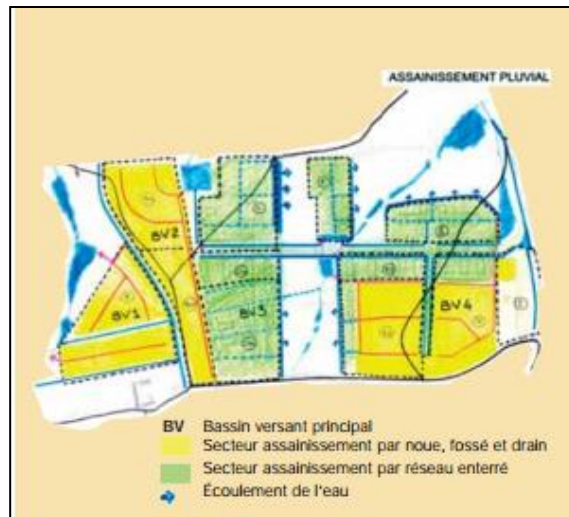 ASSAINISSEMENT PLUVIAL
BV2
BV1
BV3
BV4
BV Bassin versant principal
Secteur assainissement par noue, fossé et drain
Secteur assainissement par réseau enterré
Écoulement de l'eau